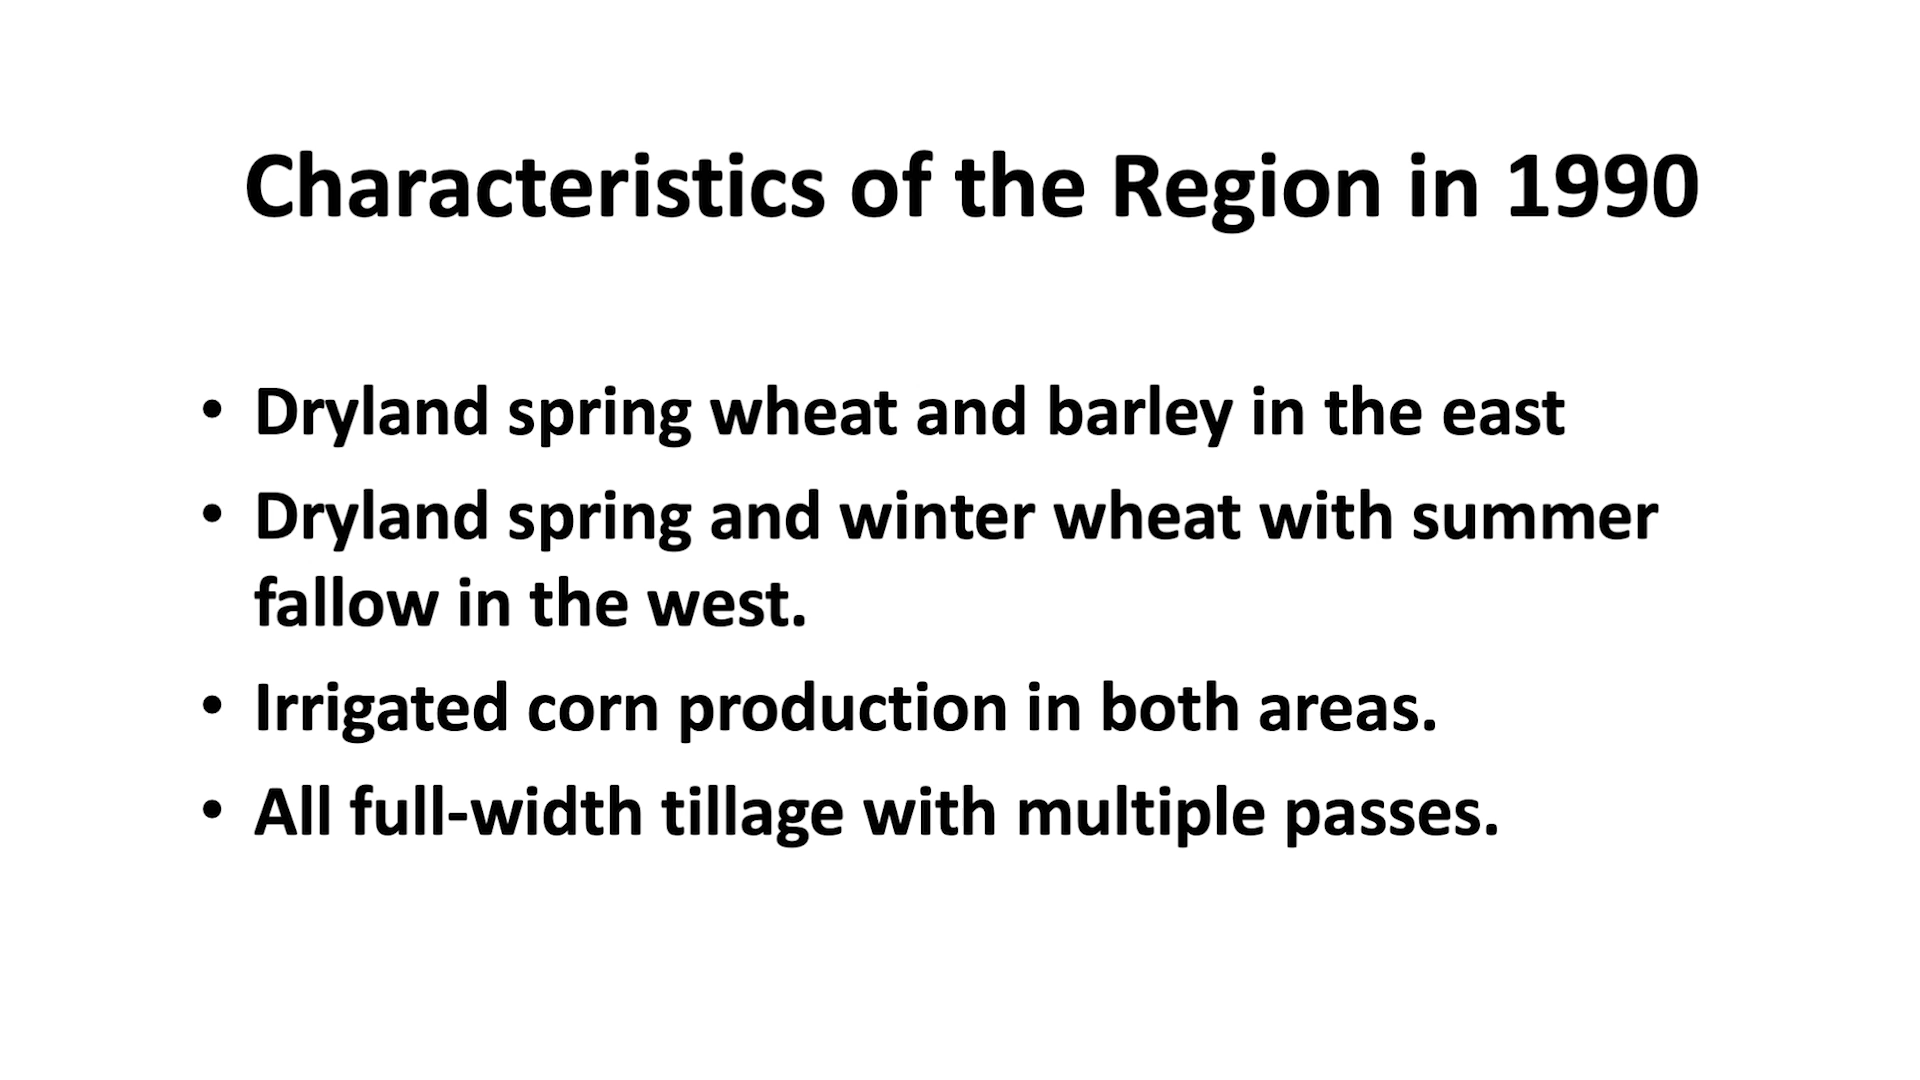 Characteristics of the Region in 1990
• Dryland spring wheat and barley in the east
• Dryland spring and winter wheat with summer
fallow in the west.
• Irrigated corn production in both areas.
• All full-width tillage with multiple passes.